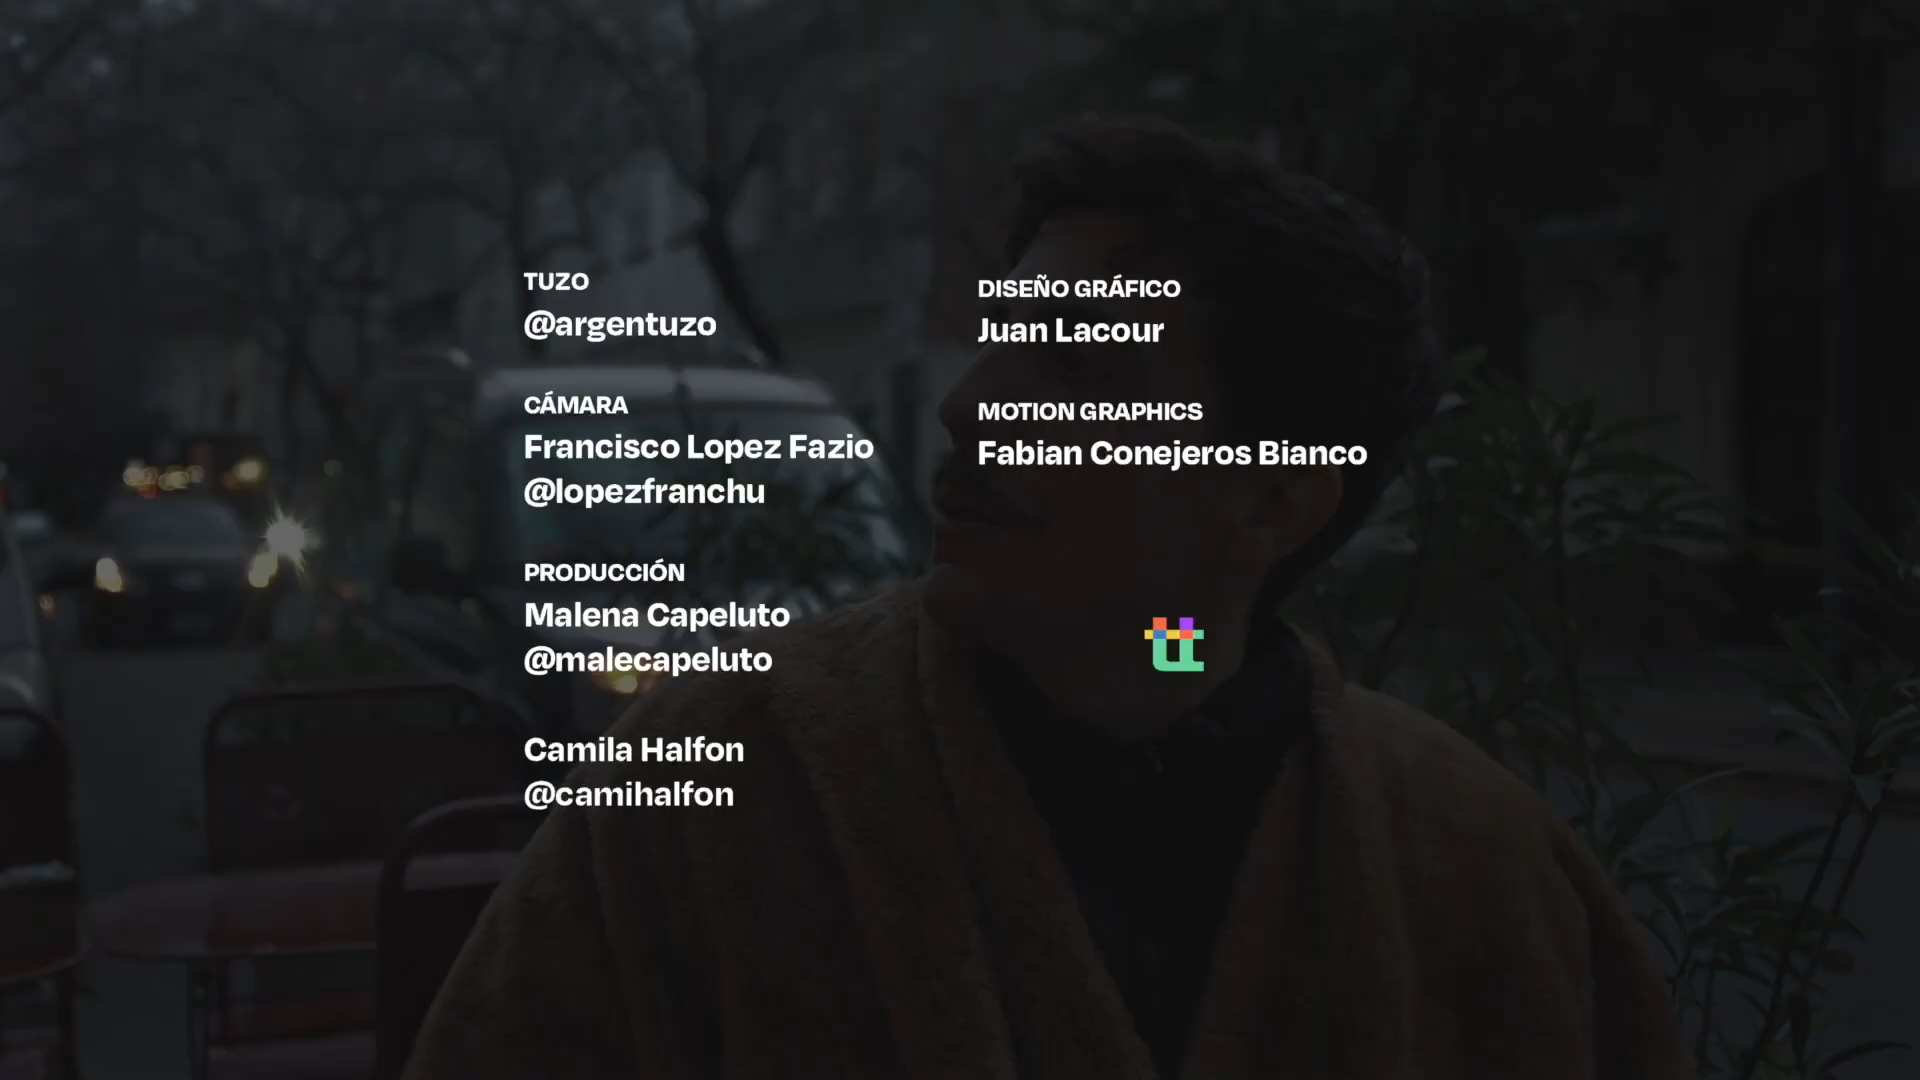 TUZO
@argentuzo
CÁMARA
Francisco Lopez Fazio
@lopezfranchu
PRODUCCIÓN
Malena Capeluto
@malecapeluto
Camila Halfon
@camihalfon
DISEÑO GRÁFICO
Juan Lacour
MOTION GRAPHICS
Fabian Conejeros Bianco